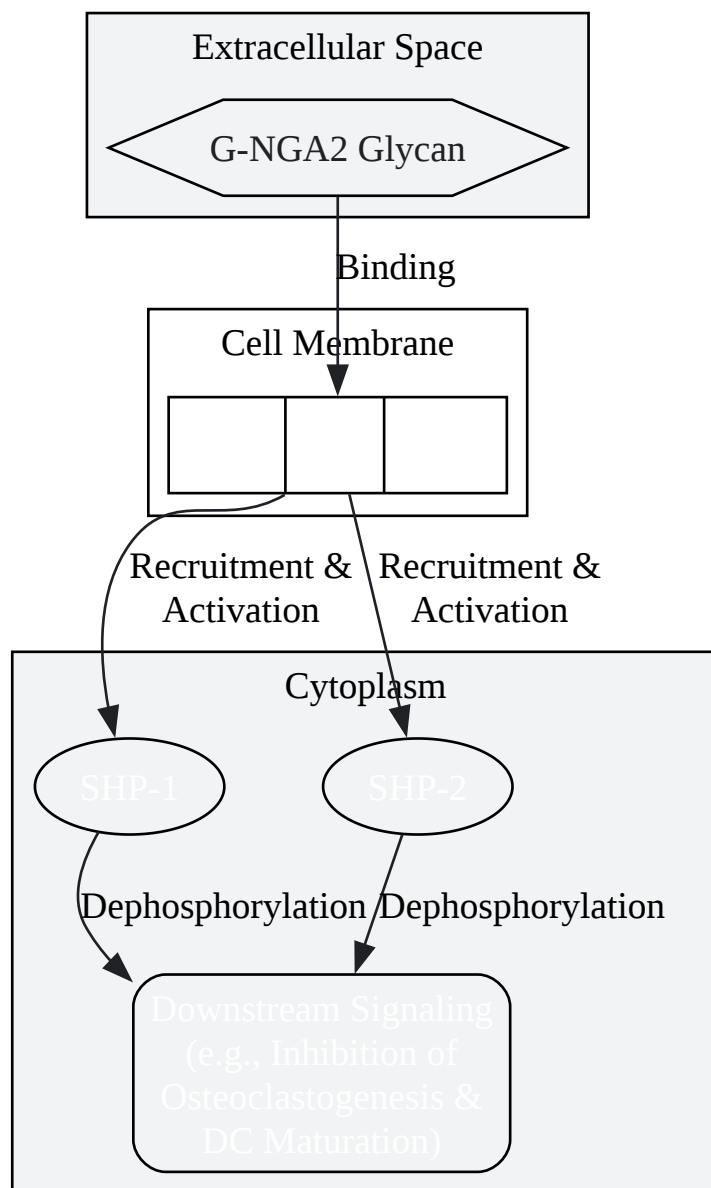 Extracellular Space
G-NGA2 Glycan
Binding
Cell Membrane
Recruitment &
Activation
Recruitment &
Activation
Cytoplasm
SHP-1
SHP-2
Dephosphorylation
Dephosphorylation
Downstream Signaling
(e.g., Inhibition of
Osteoclastogenesis &
DC Maturation)